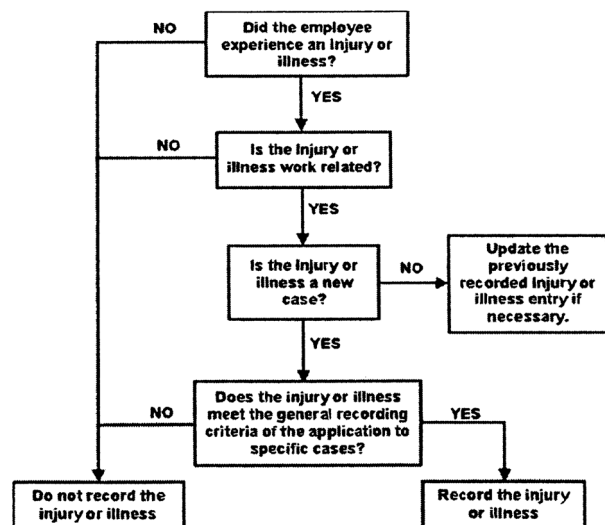 NO
Did the employee
experience an Injury or
illness?
YES
NO
Is the Injury or
illness work related?
YES
Is the Injury or
illness a new
case?
NO
Update the
previously
recorded Injury or
illness entry if
necessary.
YES
NO
Does the injury or illness
meet the general recording
criteria of the application to
specific cases?
YES
Do not record the
injury or illness
Record the injury
or illness